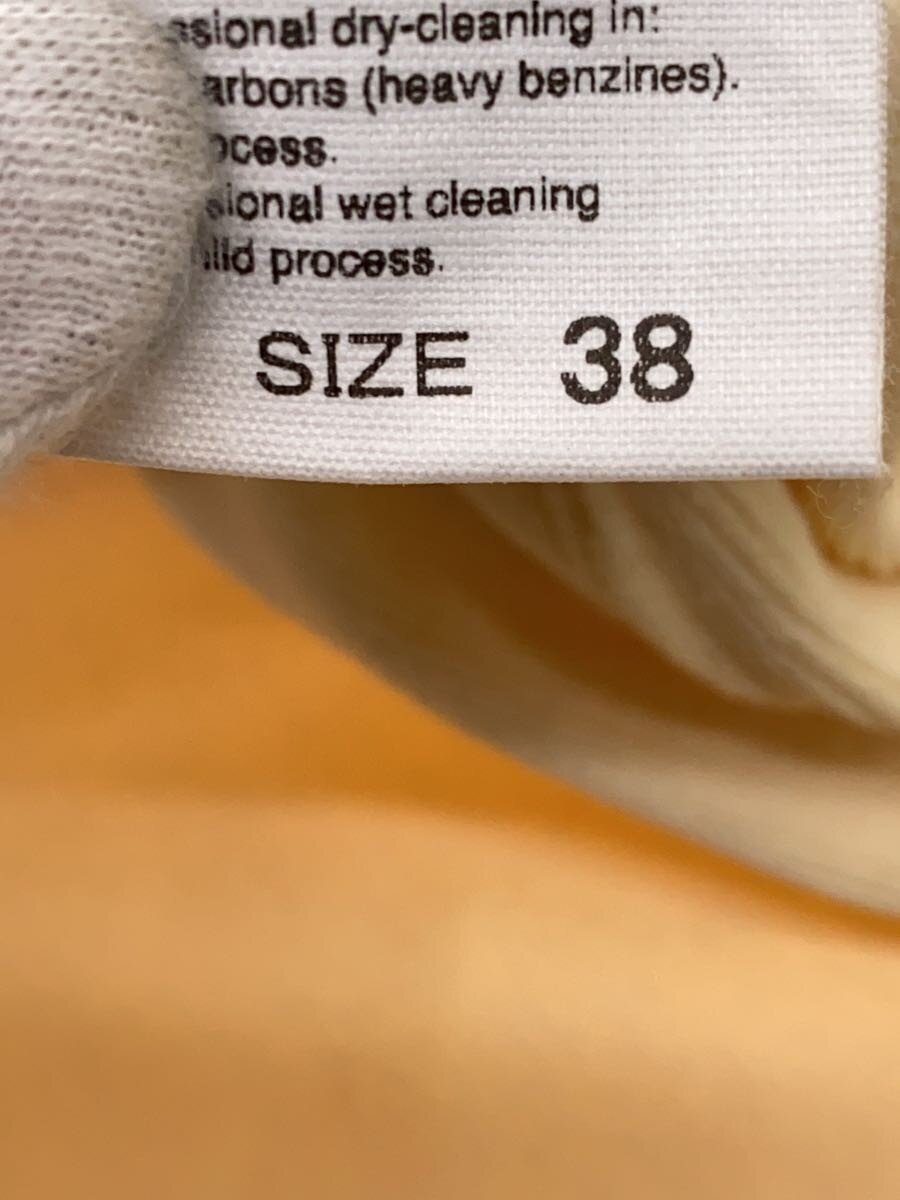 ssional dry-cleaning in:
arbons (heavy benzines).
ocess.
sional wet cleaning
ild process.
SIZE 38